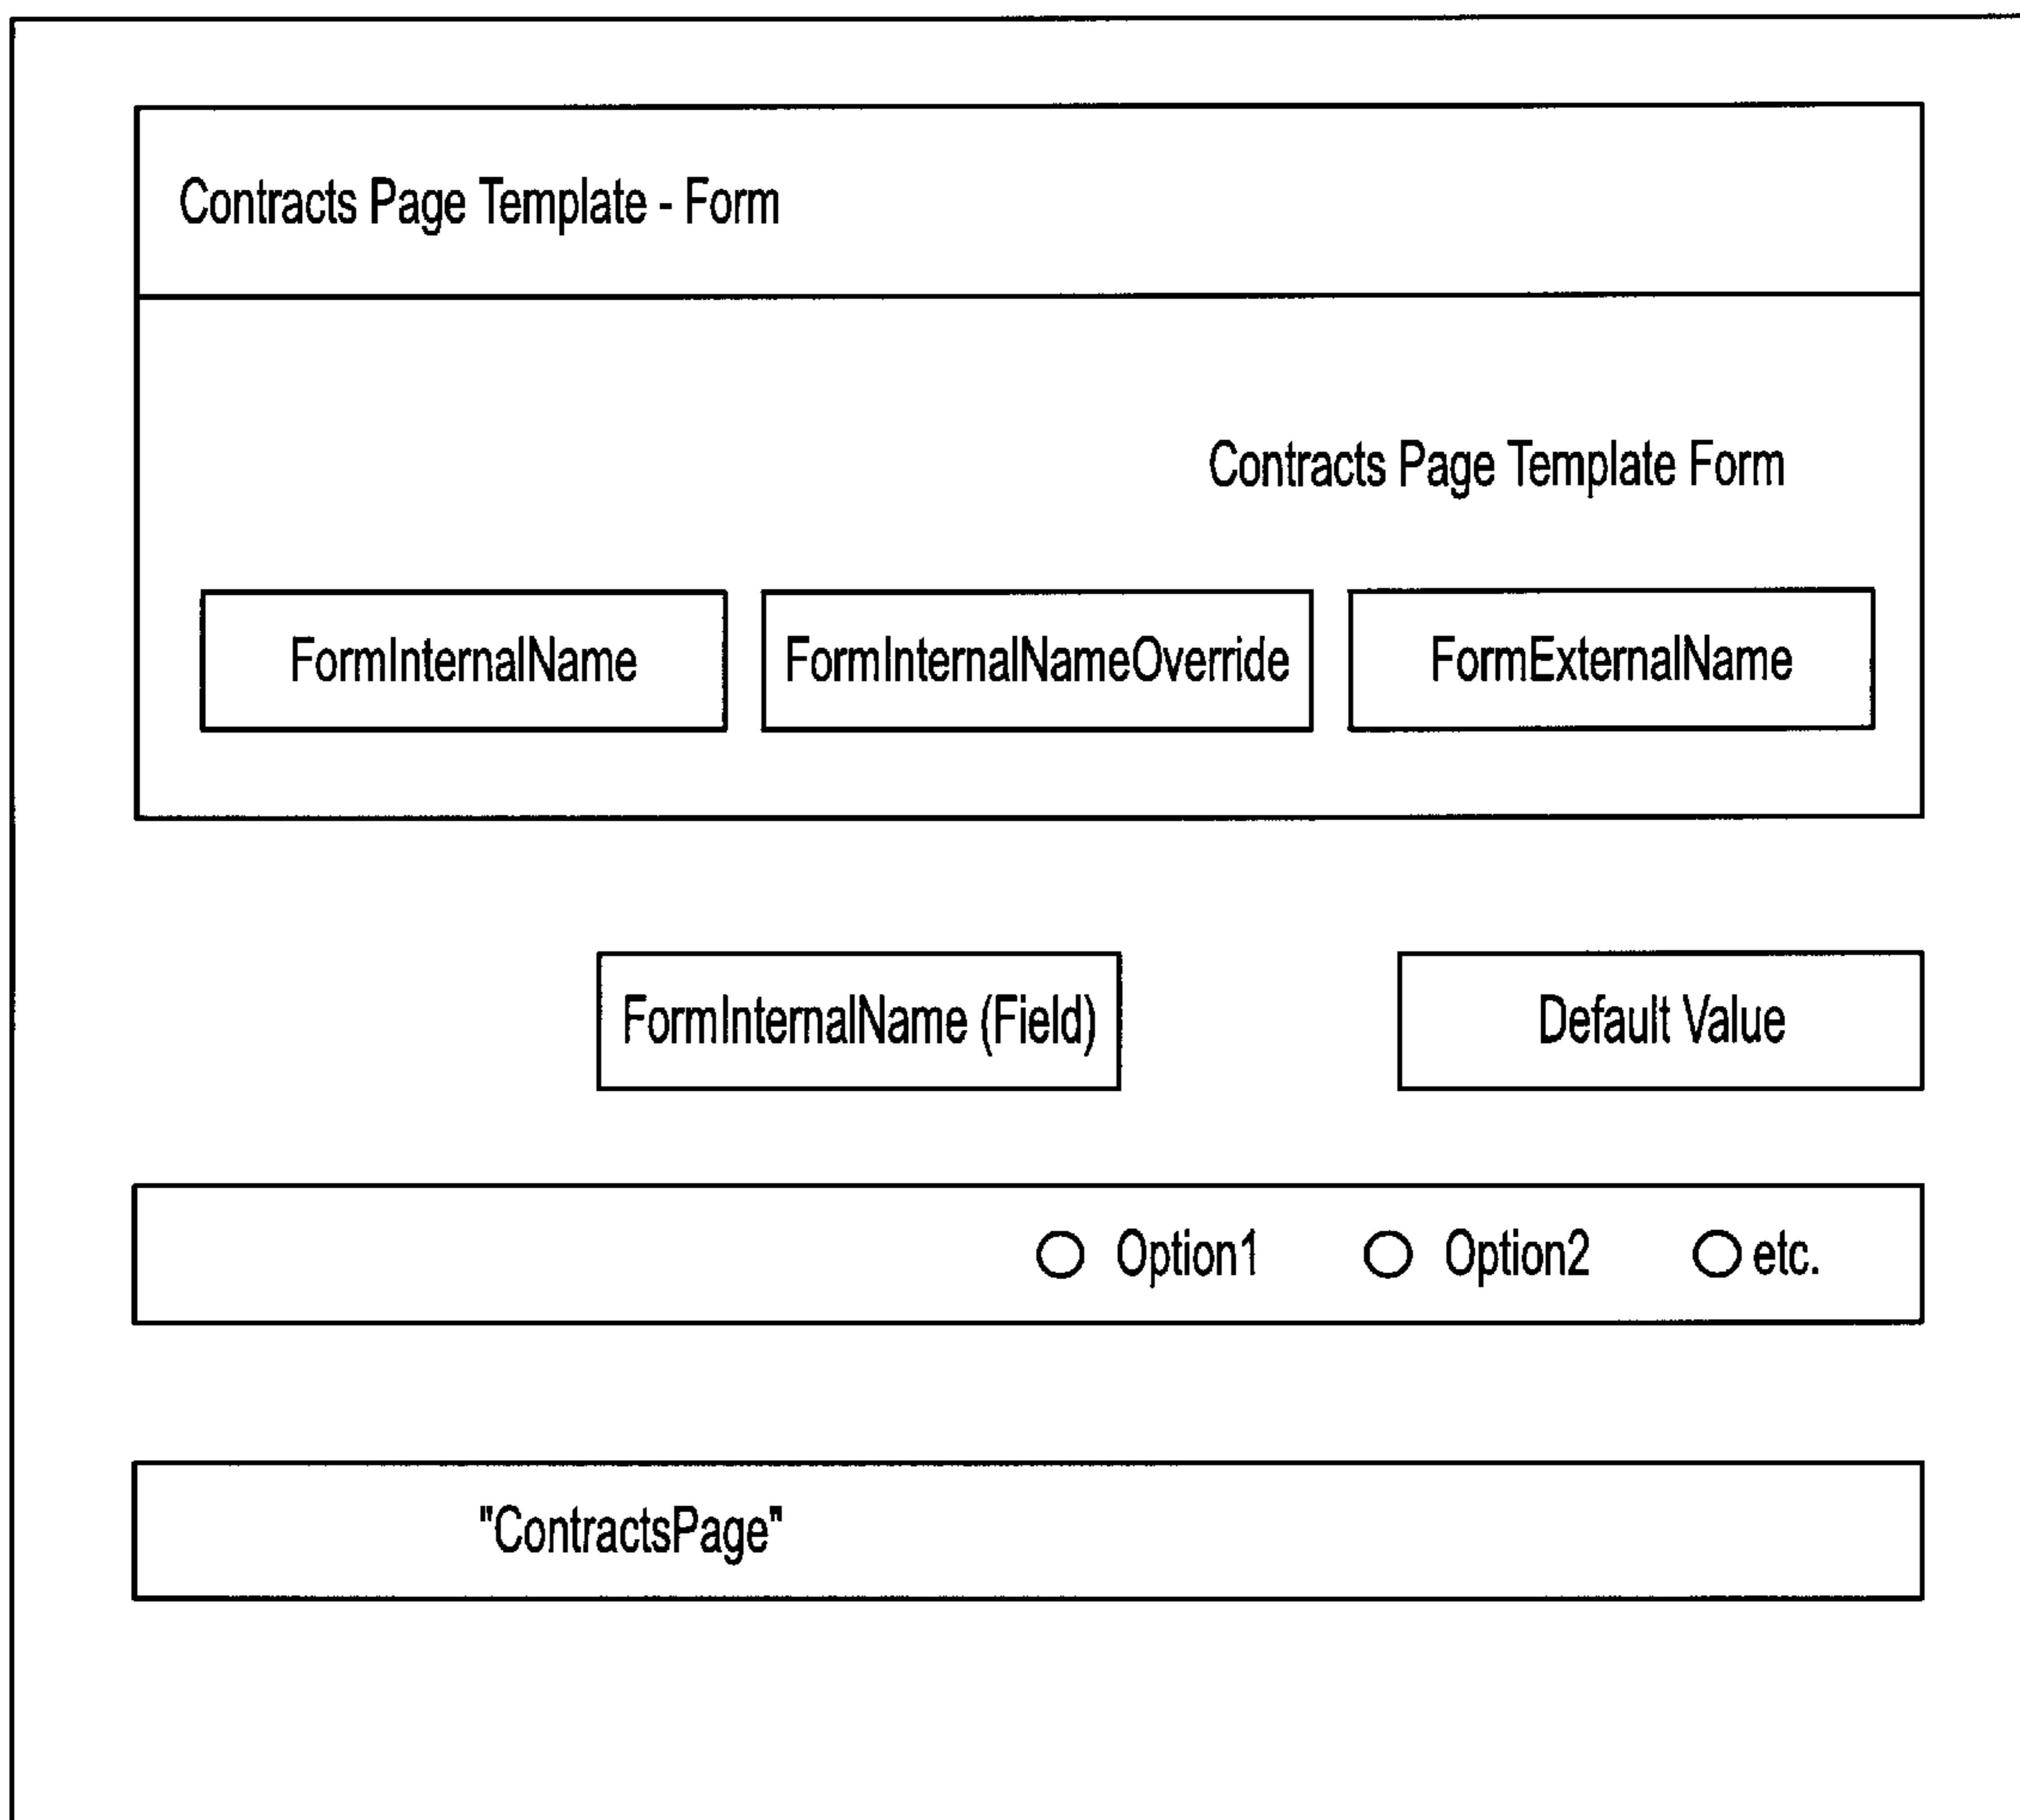 Contracts Page Template - Form
Contracts Page Template Form
FormInternalName FormInternalNameOverride FormExternalName
FormInternalName (Field) Default Value
Option1 Option2 etc.
"ContractsPage"